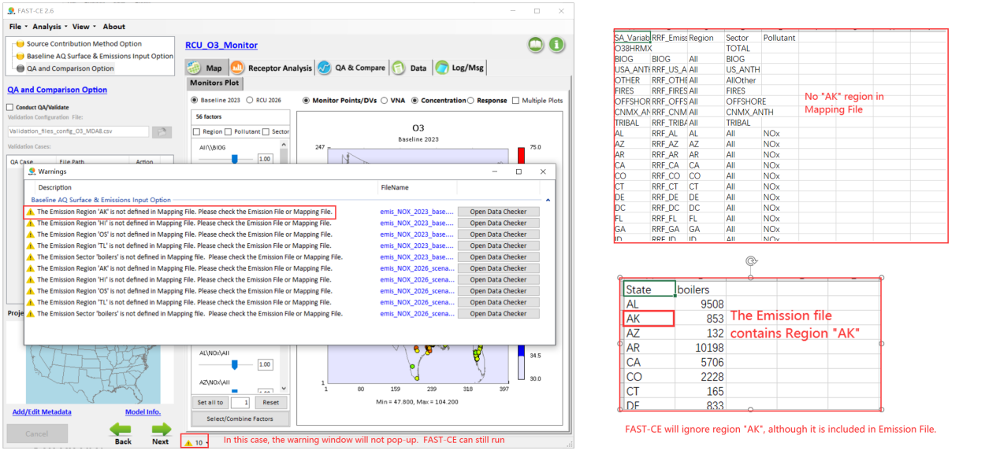 FAST-CE 2.6
File Analysis View About
Source Contribution Method Option
Baseline AQ Surface & Emissions Input Option
QA and Comparison Option
QA and Comparison Option
Conduct QA/Validate
Validation Configuration File:
Validation_files_config_O3_MDA8.csv
Validation Cases:
QA Case File Path Action
RCU_O3_Monitor
Map Receptor Analysis QA & Compare Data Log/Msg
Monitors Plot
Baseline 2023 RCU 2026 Monitor Points/DVs VNA Concentration Response Multiple Plots
56 factors
Region Pollutant Sector
All\\BIOG
1.00
O3
Baseline 2023
247
75.0
Warnings
Description FileName
Baseline AQ Surface & Emissions Input Option
The Emission Region 'AK' is not defined in Mapping File. Please check the Emission File or Mapping File. emis_NOX_2023_base.... Open Data Checker
The Emission Region 'HI' is not defined in Mapping File. Please check the Emission File or Mapping File. emis_NOX_2023_base.... Open Data Checker
The Emission Region 'OS' is not defined in Mapping File. Please check the Emission File or Mapping File. emis_NOX_2023_base.... Open Data Checker
The Emission Region 'TL' is not defined in Mapping File. Please check the Emission File or Mapping File. emis_NOX_2023_base.... Open Data Checker
The Emission Sector 'boilers' is not defined in Mapping file. Please check the Emission File or Mapping File. emis_NOX_2023_base.... Open Data Checker
The Emission Region 'AK' is not defined in Mapping File. Please check the Emission File or Mapping File. emis_NOX_2026_scena... Open Data Checker
The Emission Region 'HI' is not defined in Mapping File. Please check the Emission File or Mapping File. emis_NOX_2026_scena... Open Data Checker
The Emission Region 'OS' is not defined in Mapping File. Please check the Emission File or Mapping File. emis_NOX_2026_scena... Open Data Checker
The Emission Region 'TL' is not defined in Mapping File. Please check the Emission File or Mapping File. emis_NOX_2026_scena... Open Data Checker
The Emission Sector 'boilers' is not defined in Mapping file. Please check the Emission File or Mapping File. emis_NOX_2026_scena... Open Data Checker
Proje
AL\NOx\All
1.00
AZ\NOx\All
Set all to 1 Reset
Select/Combine Factors
34.5
30.0
1
1 80 159 239 318 397
Min = 47.800, Max = 104.200
Add/Edit Metadata Model Info.
Cancel Back Next
10
In this case, the warning window will not pop-up. FAST-CE can still run
SA_Variab RRF_Emiss Region Sector Pollutant
O38HRMX TOTAL
BIOG BIOG All BIOG
USA_ANTH RRF_US_A All US_ANTH
OTHER RRF_OTHE All AllOther
FIRES RRF_FIRES All FIRES
OFFSHOR RRF_OFFS All OFFSHORE
CNMX_AN RRF_CNM All CNMX_ANTH
TRIBAL RRF_TRIBA All TRIBAL
AL RRF_AL AL All NOx
AZ RRF_AZ AZ All NOx
AR RRF_AR AR All NOx
CA RRF_CA CA All NOx
CO RRF_CO CO All NOx
CT RRF_CT CT All NOx
DE RRF_DE DE All NOx
DC RRF_DC DC All NOx
FL RRF_FL FL All NOx
GA RRF_GA GA All NOx
ID RRF_ID ID All NOx
No "AK" region in
Mapping File
State boilers
AL 9508
AK 853
AZ 132
AR 10198
CA 5706
CO 2228
CT 165
DE 833
The Emission file
contains Region "AK"
FAST-CE will ignore region "AK", although it is included in Emission File.